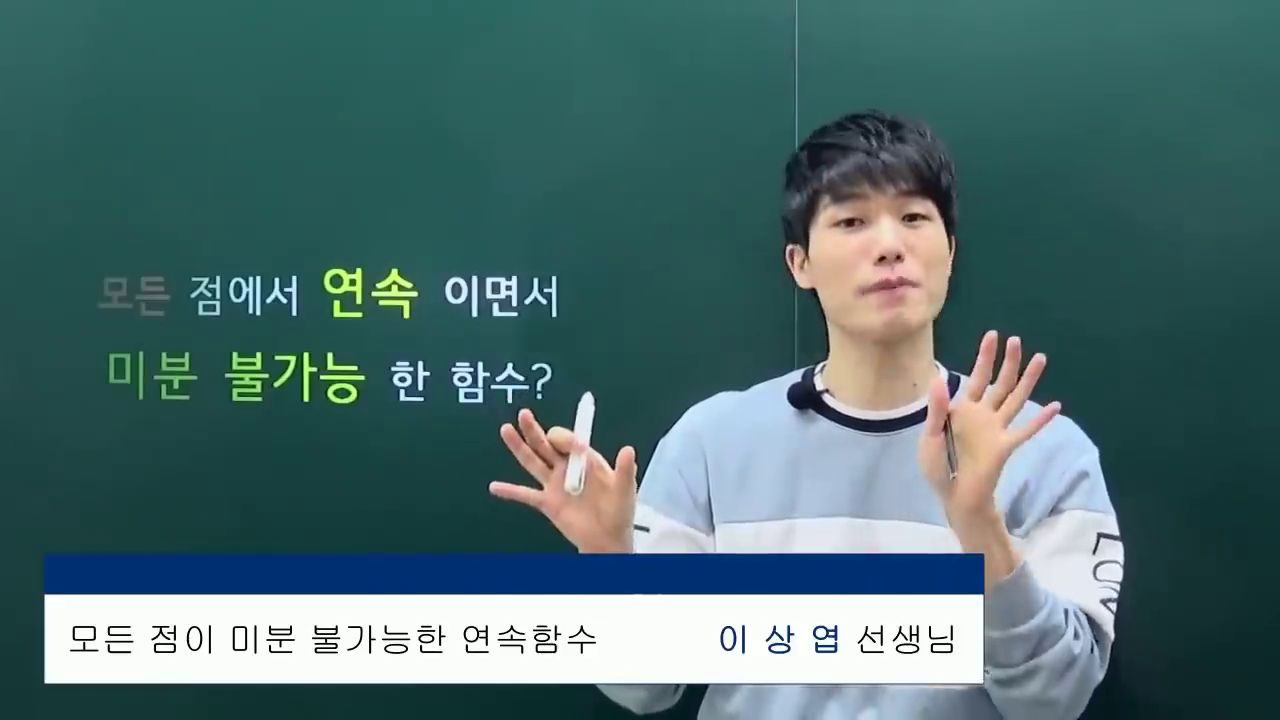 모든 점에서 연속 이면서
미분 불가능 한 함수?
모든 점이 미분 불가능한 연속함수
이 상 엽 선생님